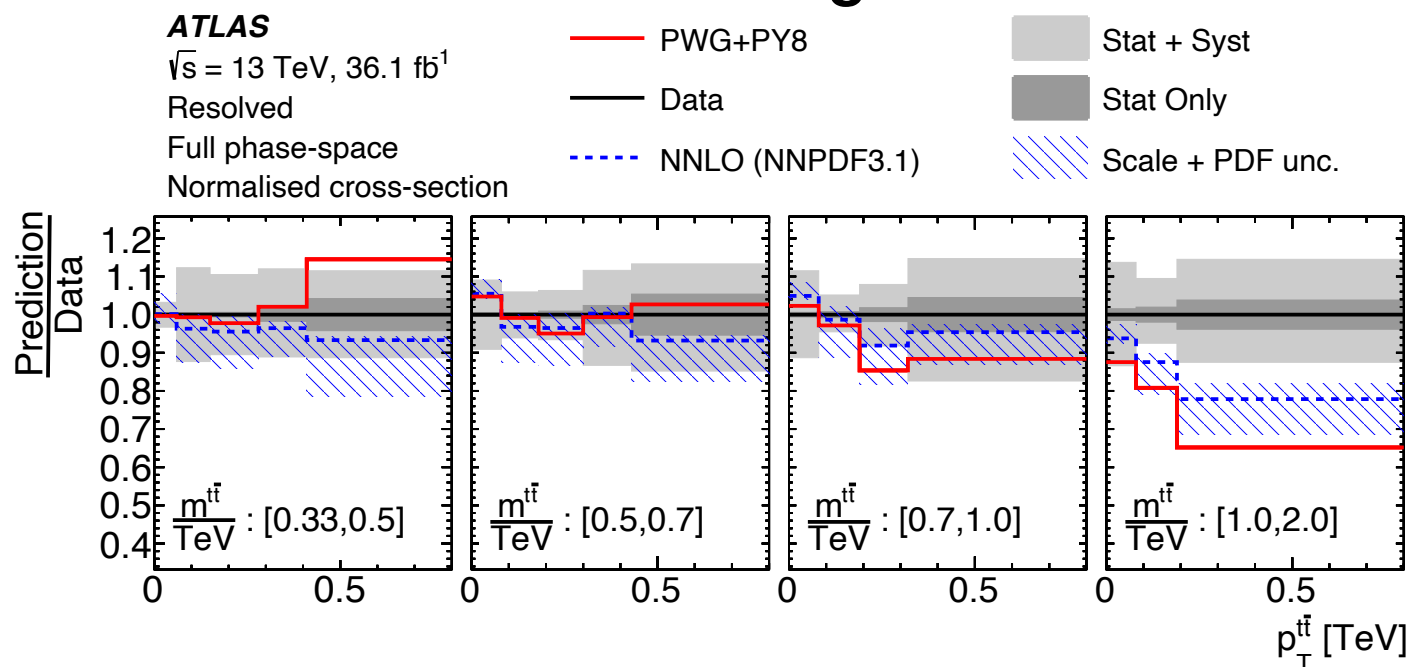 g
ATLAS
√s = 13 TeV, 36.1 fb⁻¹
Resolved
Full phase-space
Normalised cross-section
PWG+PY8
Data
NNLO (NNPDF3.1)
Stat + Syst
Stat Only
Scale + PDF unc.
Prediction
Data
1.2
1.1
1.0
0.9
0.8
0.7
0.6
0.5
0.4
m^tt̄/TeV : [0.33,0.5]
m^tt̄/TeV : [0.5,0.7]
m^tt̄/TeV : [0.7,1.0]
m^tt̄/TeV : [1.0,2.0]
0 0.5 0 0.5 0 0.5 0 0.5
p_T^tt̄ [TeV]